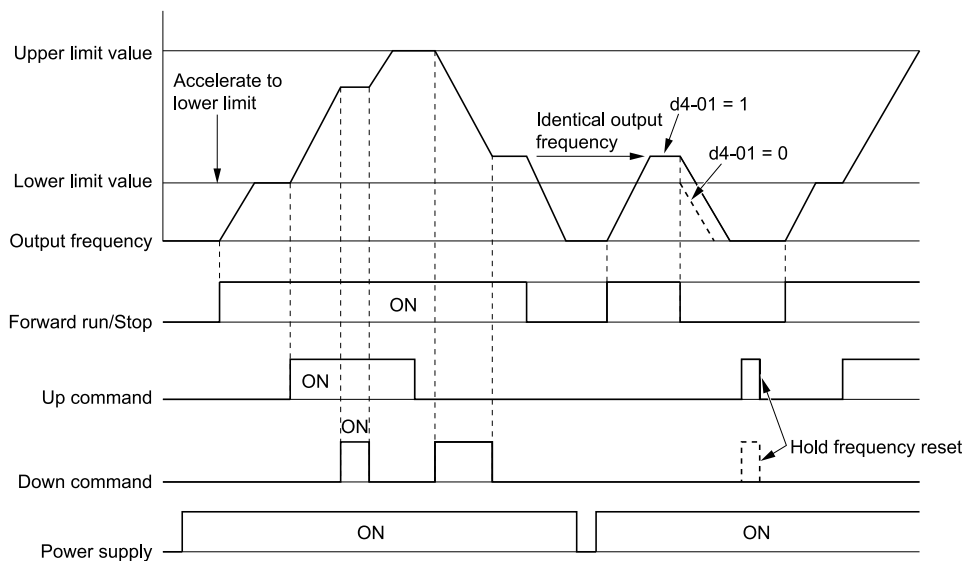 Upper limit value
Accelerate to
lower limit
d4-01 = 1
Identical output
frequency
d4-01 = 0
Lower limit value
Output frequency
ON
Forward run/Stop
ON
Up command
ON
Hold frequency reset
Down command
ON
ON
Power supply